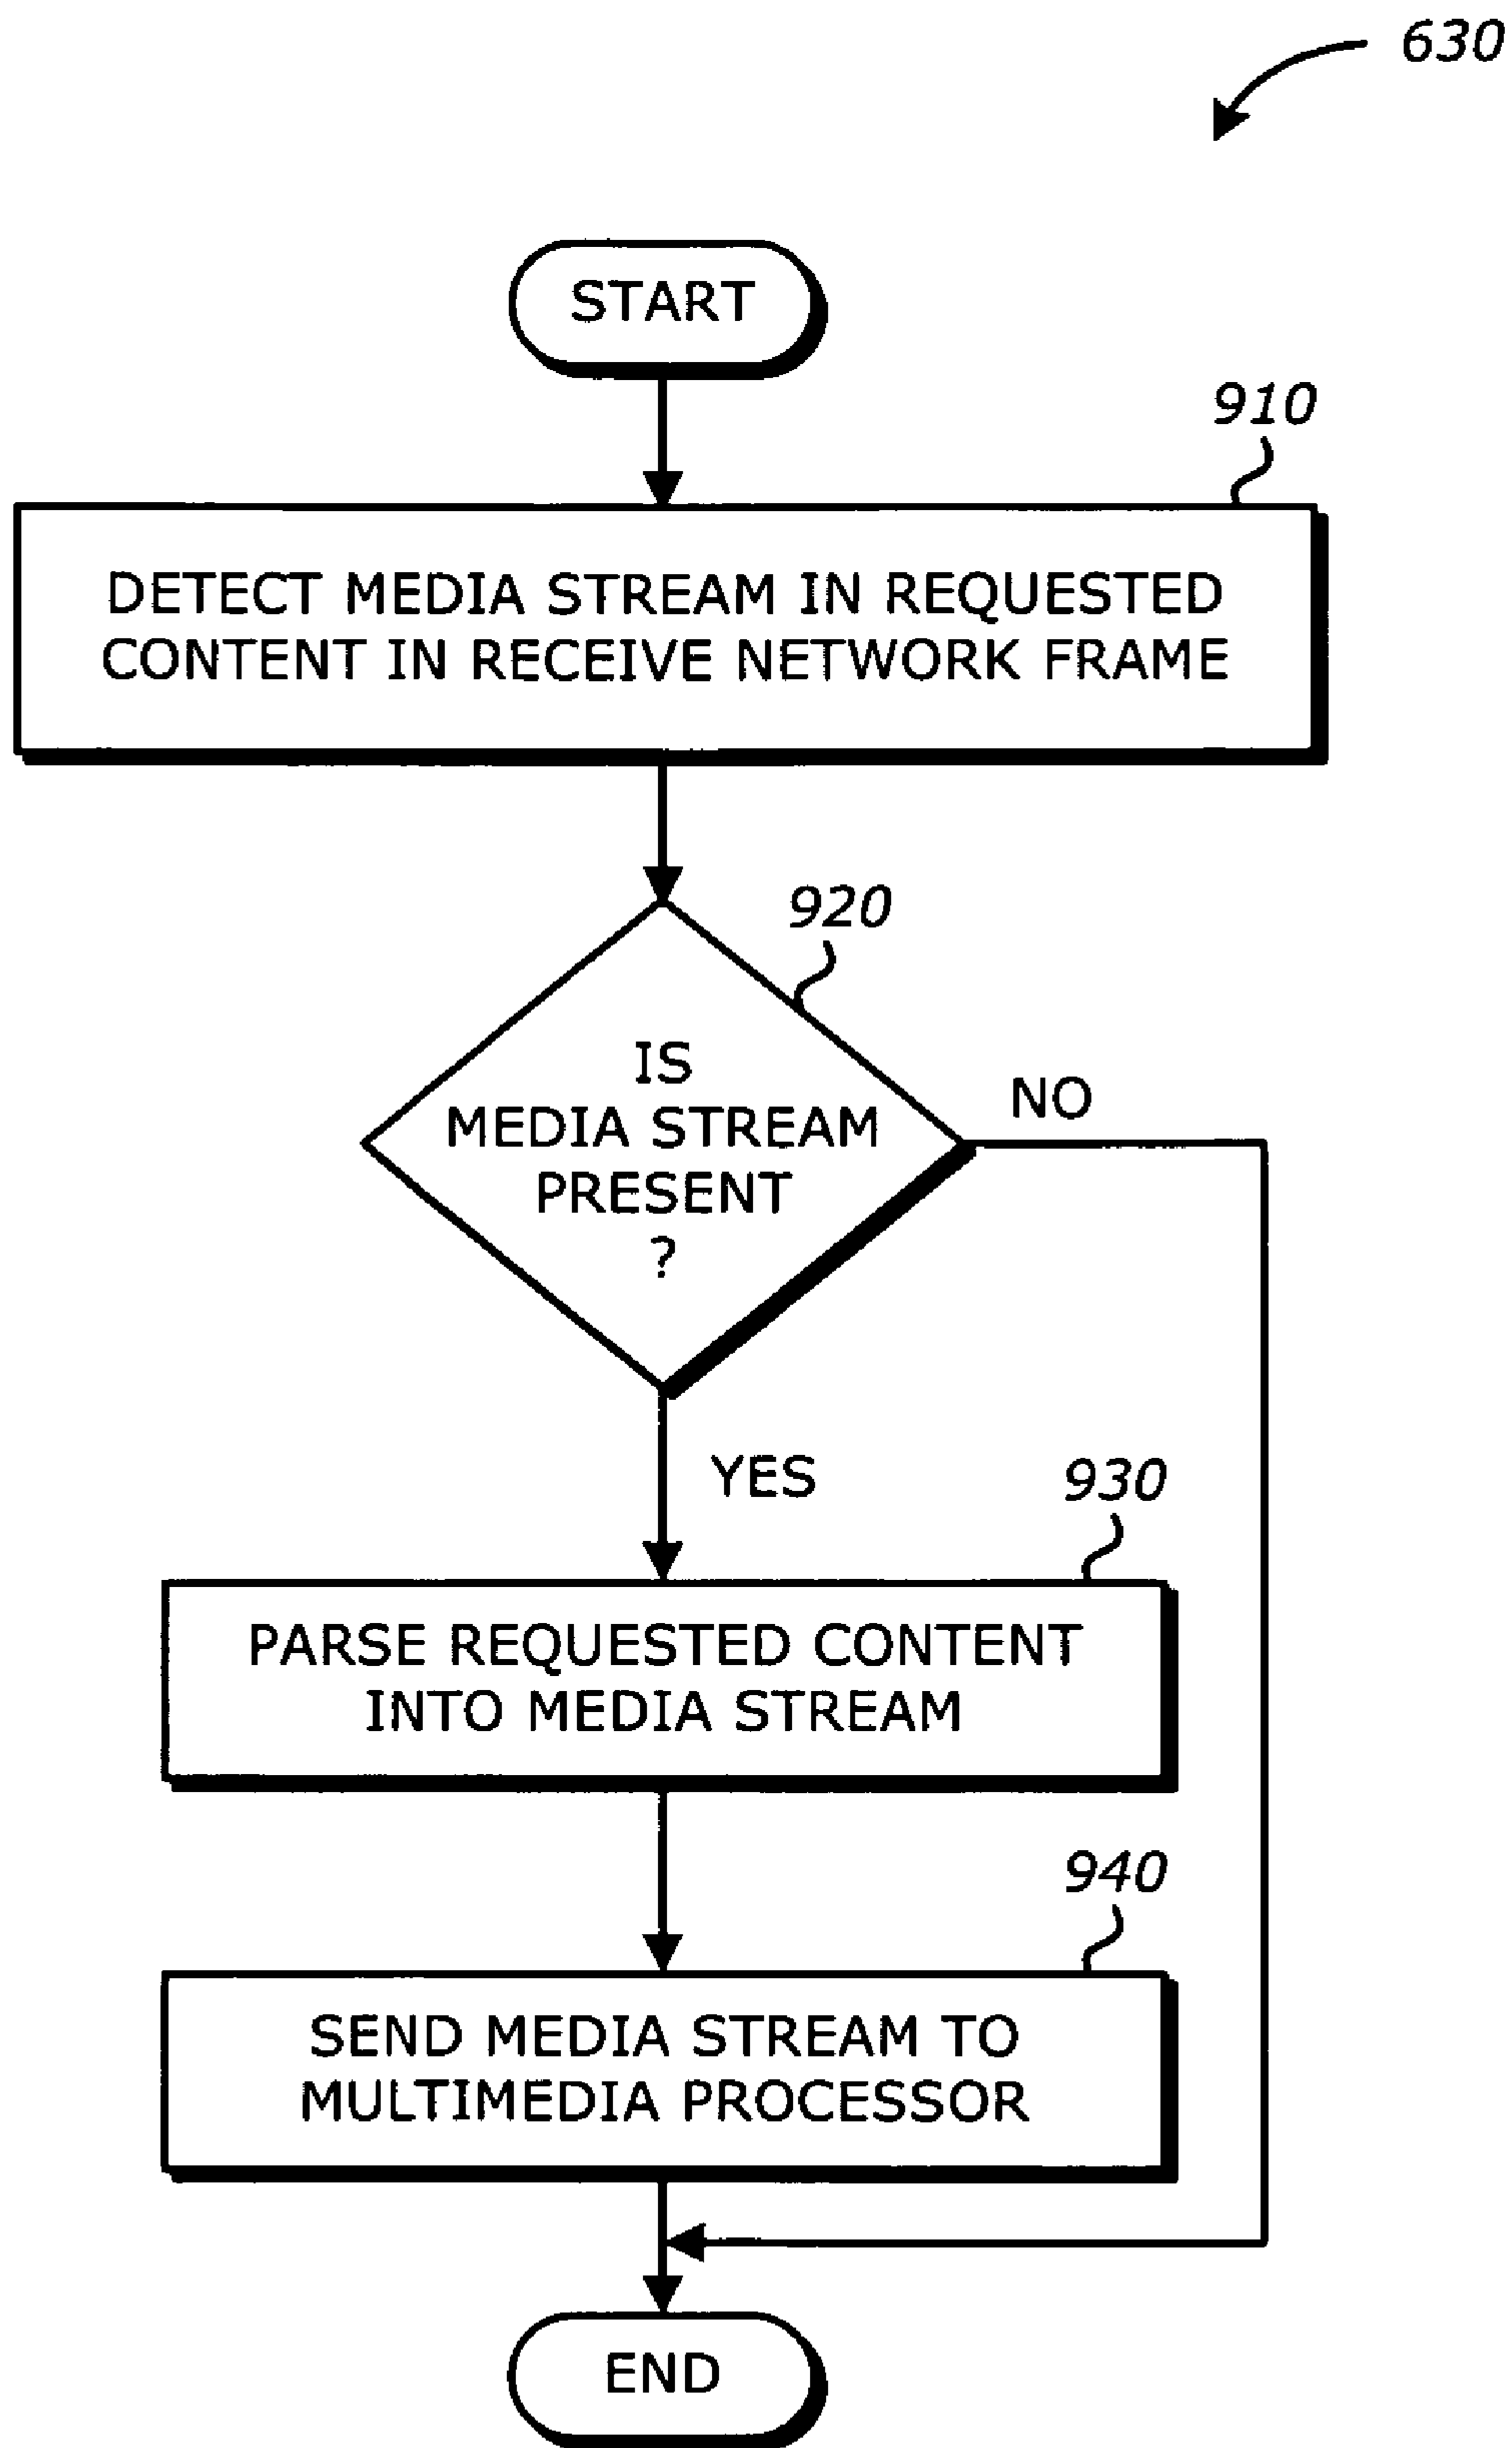 630
START
910
DETECT MEDIA STREAM IN REQUESTED
CONTENT IN RECEIVE NETWORK FRAME
920
IS
MEDIA STREAM
PRESENT
?
NO
YES
930
PARSE REQUESTED CONTENT
INTO MEDIA STREAM
940
SEND MEDIA STREAM TO
MULTIMEDIA PROCESSOR
END